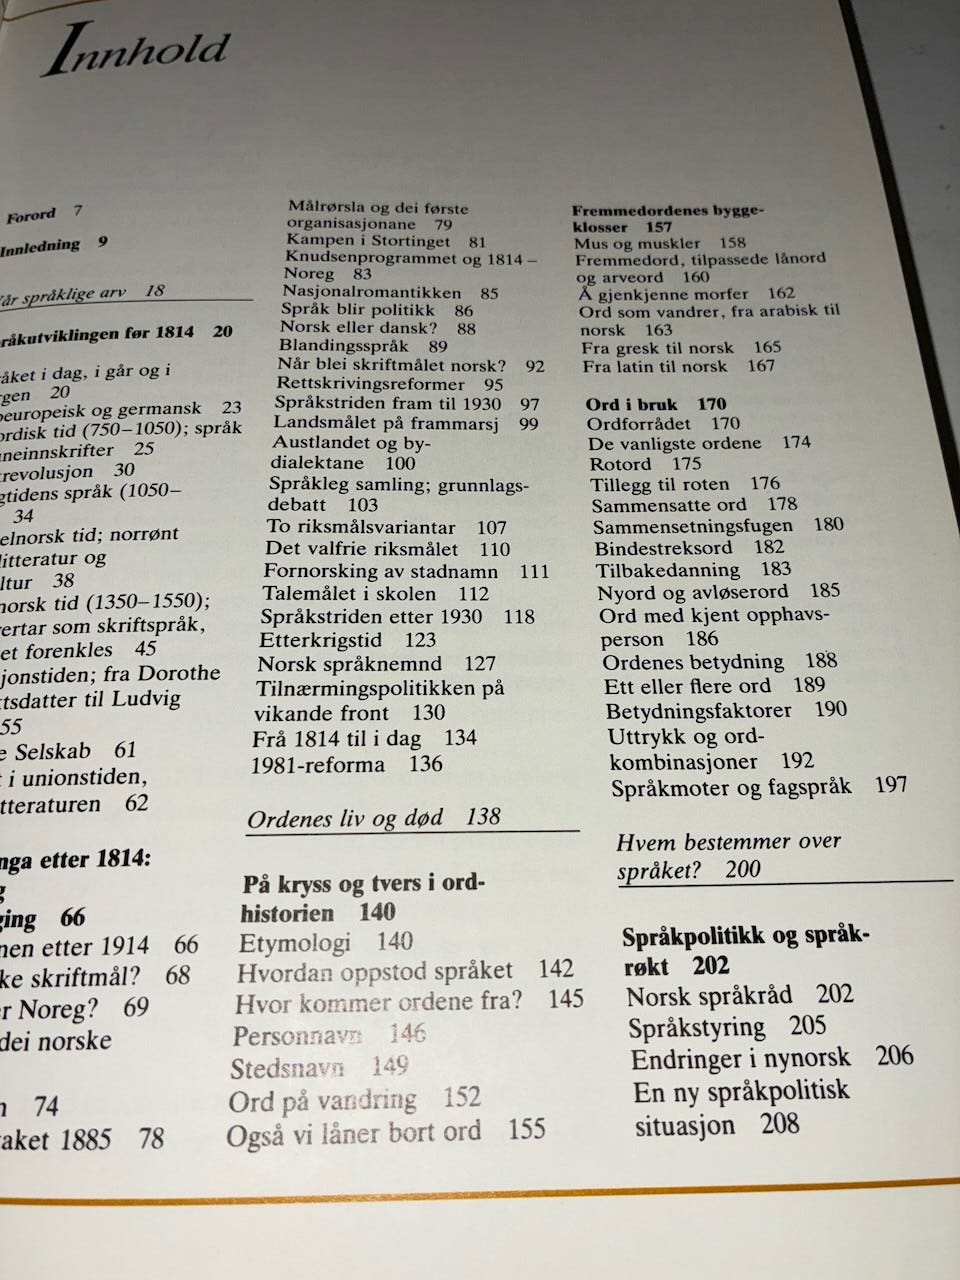 Innhold
Forord 7
Innledning 9
Vår språklige arv 18
råkutviklingen før 1814 20
åket i dag, i går og i
rgen 20
oeuropeisk og germansk 23
ordisk tid (750–1050); språk
neinnskrifter 25
revolusjon 30
gtidens språk (1050–
34
elnorsk tid; norrønt
litteratur og
ltur 38
norsk tid (1350–1550);
vertar som skriftspråk,
et forenkles 45
jonstiden; fra Dorothe
tsdatter til Ludvig
55
e Selskab 61
t i unionstiden,
tteraturen 62
nga etter 1814:
g
ging 66
nen etter 1914 66
ke skriftmål? 68
r Noreg? 69
dei norske
n 74
aket 1885 78
Målrørsla og dei første
organisasjonane 79
Kampen i Stortinget 81
Knudsenprogrammet og 1814–
Noreg 83
Nasjonalromantikken 85
Språk blir politikk 86
Norsk eller dansk? 88
Blandingsspråk 89
Når blei skriftmålet norsk? 92
Rettskrivingsreformer 95
Språkstriden fram til 1930 97
Landsmålet på frammarsj 99
Austlandet og by-
dialektane 100
Språkleg samling; grunnlags-
debatt 103
To riksmålsvariantar 107
Det valfrie riksmålet 110
Fornorsking av stadnamn 111
Talemålet i skolen 112
Språkstriden etter 1930 118
Etterkrigstid 123
Norsk språknemnd 127
Tilnærmingspolitikken på
vikande front 130
Frå 1814 til i dag 134
1981-reforma 136
Ordenes liv og død 138
På kryss og tvers i ord-
historien 140
Etymologi 140
Hvordan oppstod språket 142
Hvor kommer ordene fra? 145
Personnavn 146
Stedsnavn 149
Ord på vandring 152
Også vi låner bort ord 155
Fremmedordenes bygge-
klosser 157
Mus og muskler 158
Fremmedord, tilpassede lånord
og arveord 160
Å gjenkjenne morfer 162
Ord som vandrer, fra arabisk til
norsk 163
Fra gresk til norsk 165
Fra latin til norsk 167
Ord i bruk 170
Ordforrådet 170
De vanligste ordene 174
Rotord 175
Tillegg til roten 176
Sammensatte ord 178
Sammensetningsfugen 180
Bindestreksord 182
Tilbakedanning 183
Nyord og avløserord 185
Ord med kjent opphavs-
person 186
Ordenes betydning 188
Ett eller flere ord 189
Betydningsfaktorer 190
Uttrykk og ord-
kombinasjoner 192
Språkmoter og fagspråk 197
Hvem bestemmer over
språket? 200
Språkpolitikk og språk-
røkt 202
Norsk språkråd 202
Språkstyring 205
Endringer i nynorsk 206
En ny språkpolitisk
situasjon 208